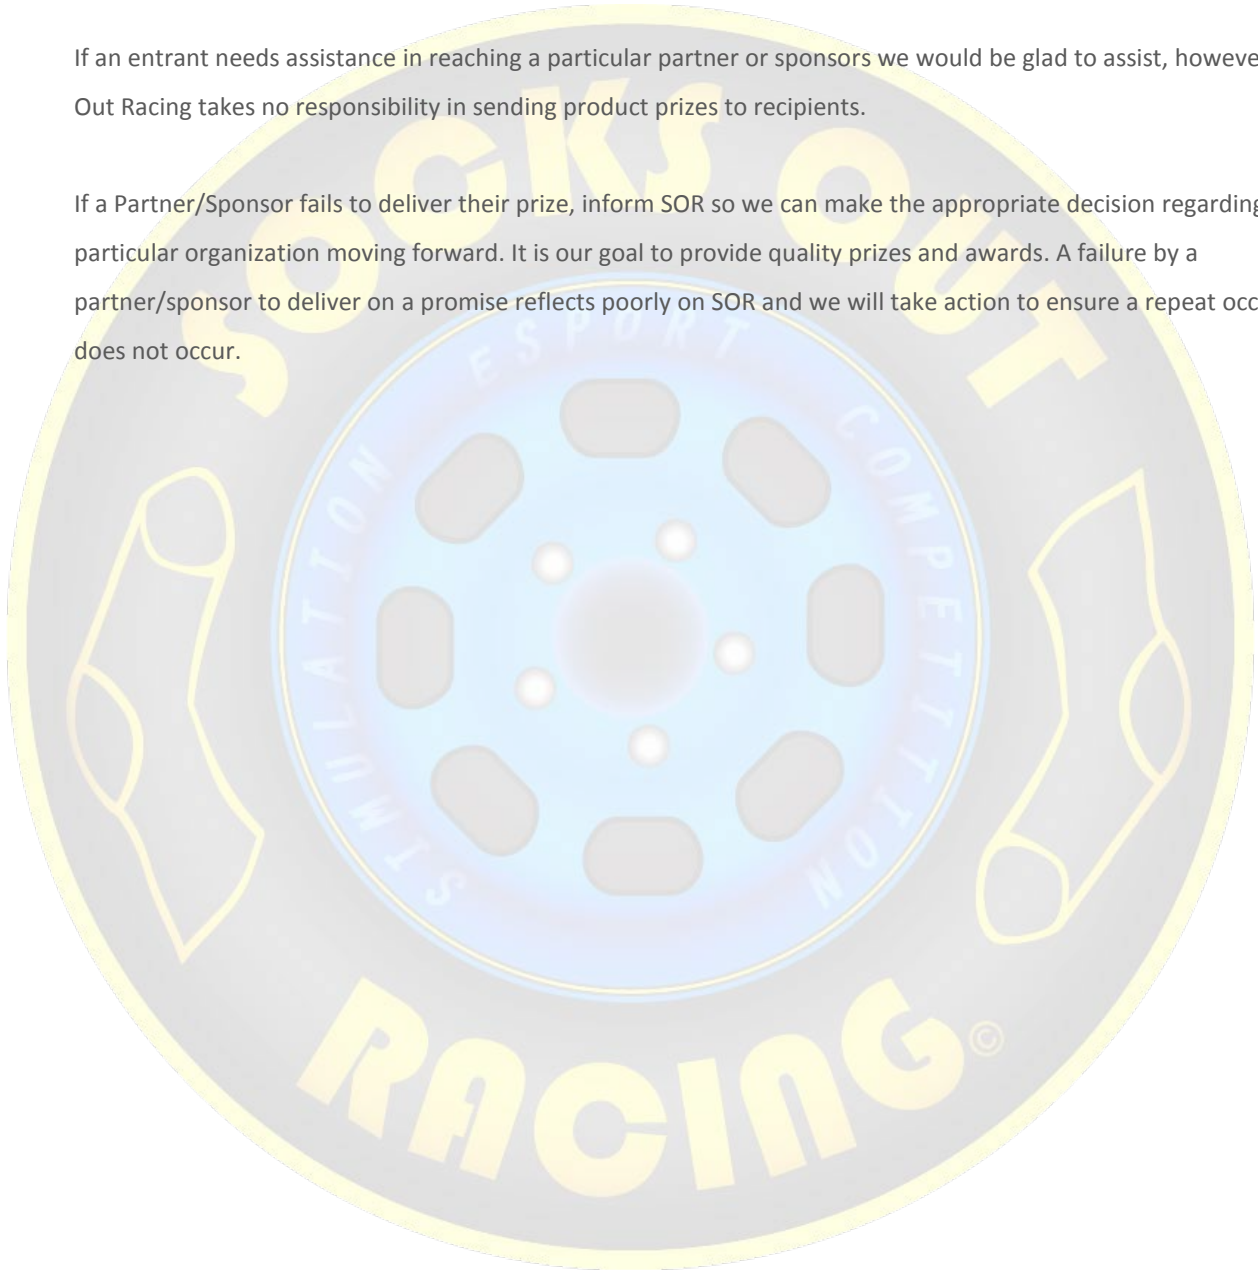 If an entrant needs assistance in reaching a particular partner or sponsors we would be glad to assist, howeve
Out Racing takes no responsibility in sending product prizes to recipients.
If a Partner/Sponsor fails to deliver their prize, inform SOR so we can make the appropriate decision regarding
particular organization moving forward. It is our goal to provide quality prizes and awards. A failure by a
partner/sponsor to deliver on a promise reflects poorly on SOR and we will take action to ensure a repeat occ
does not occur.
SOCKS OUT
SIMULATION ESPORT COMPETITION
RACING©